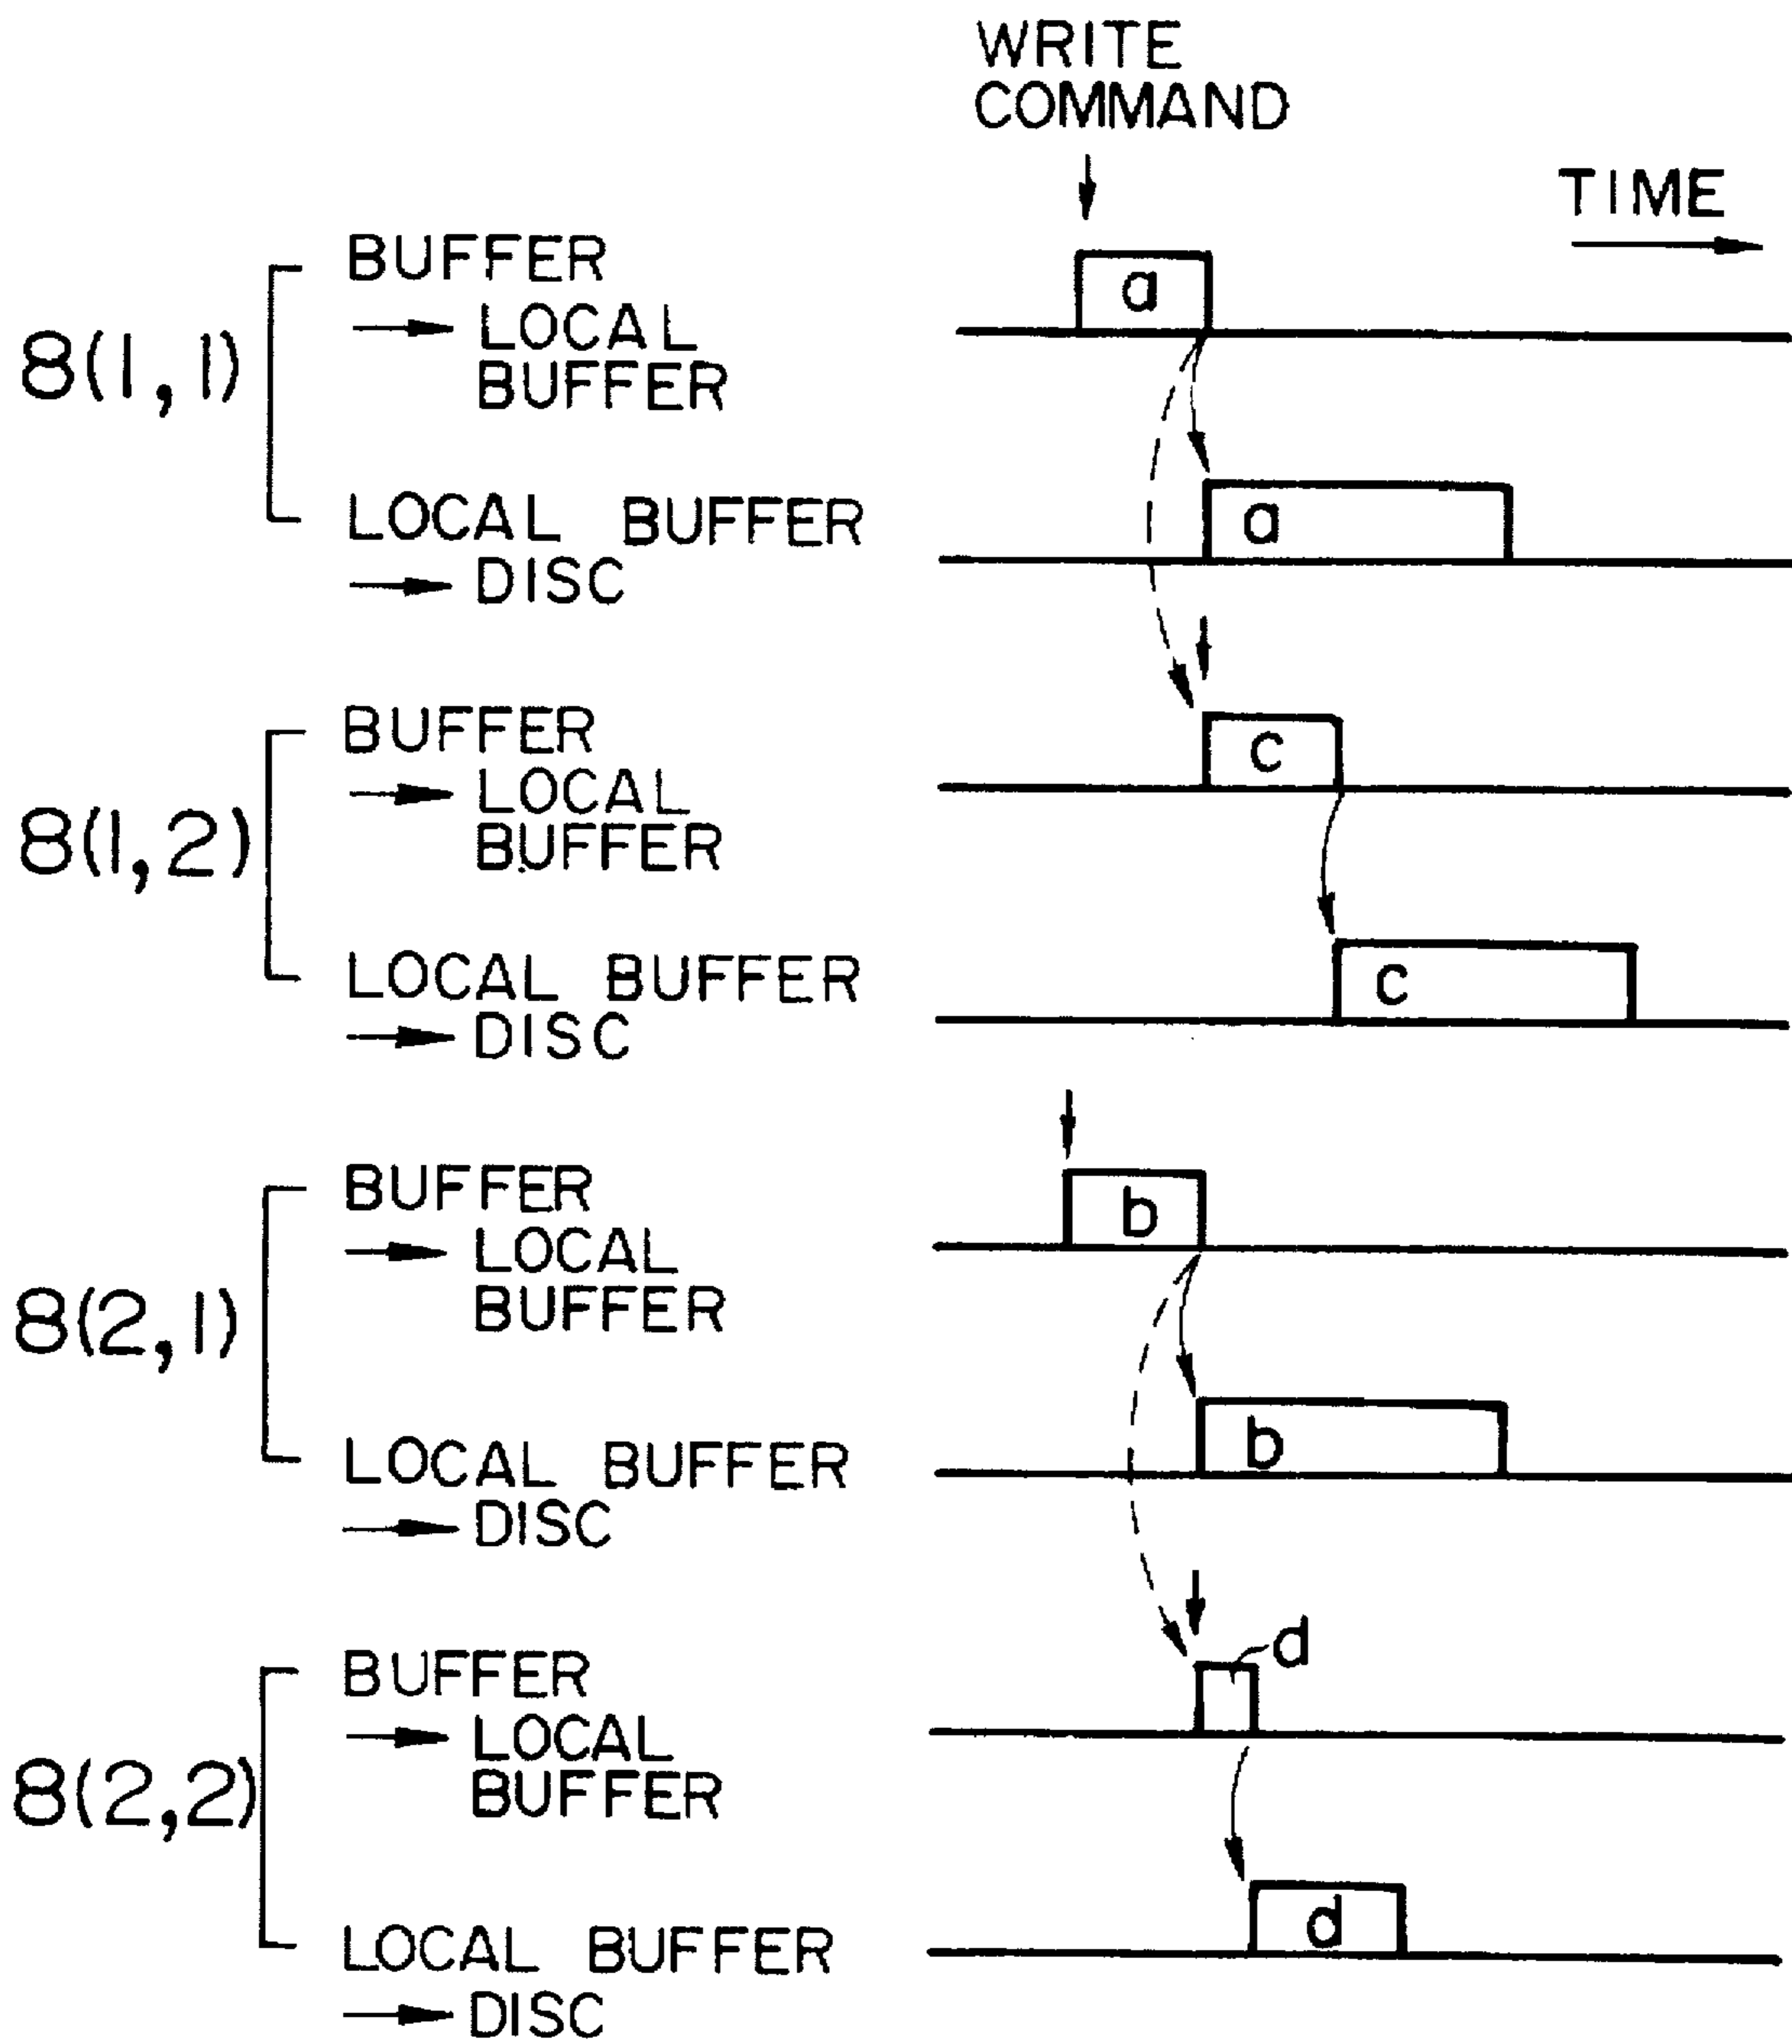 WRITE
COMMAND
TIME
8(1,1)
BUFFER
→ LOCAL
BUFFER
a
LOCAL BUFFER
→ DISC
a
8(1,2)
BUFFER
→ LOCAL
BUFFER
c
LOCAL BUFFER
→ DISC
c
8(2,1)
BUFFER
→ LOCAL
BUFFER
b
LOCAL BUFFER
→ DISC
b
8(2,2)
BUFFER
→ LOCAL
BUFFER
d
LOCAL BUFFER
→ DISC
d